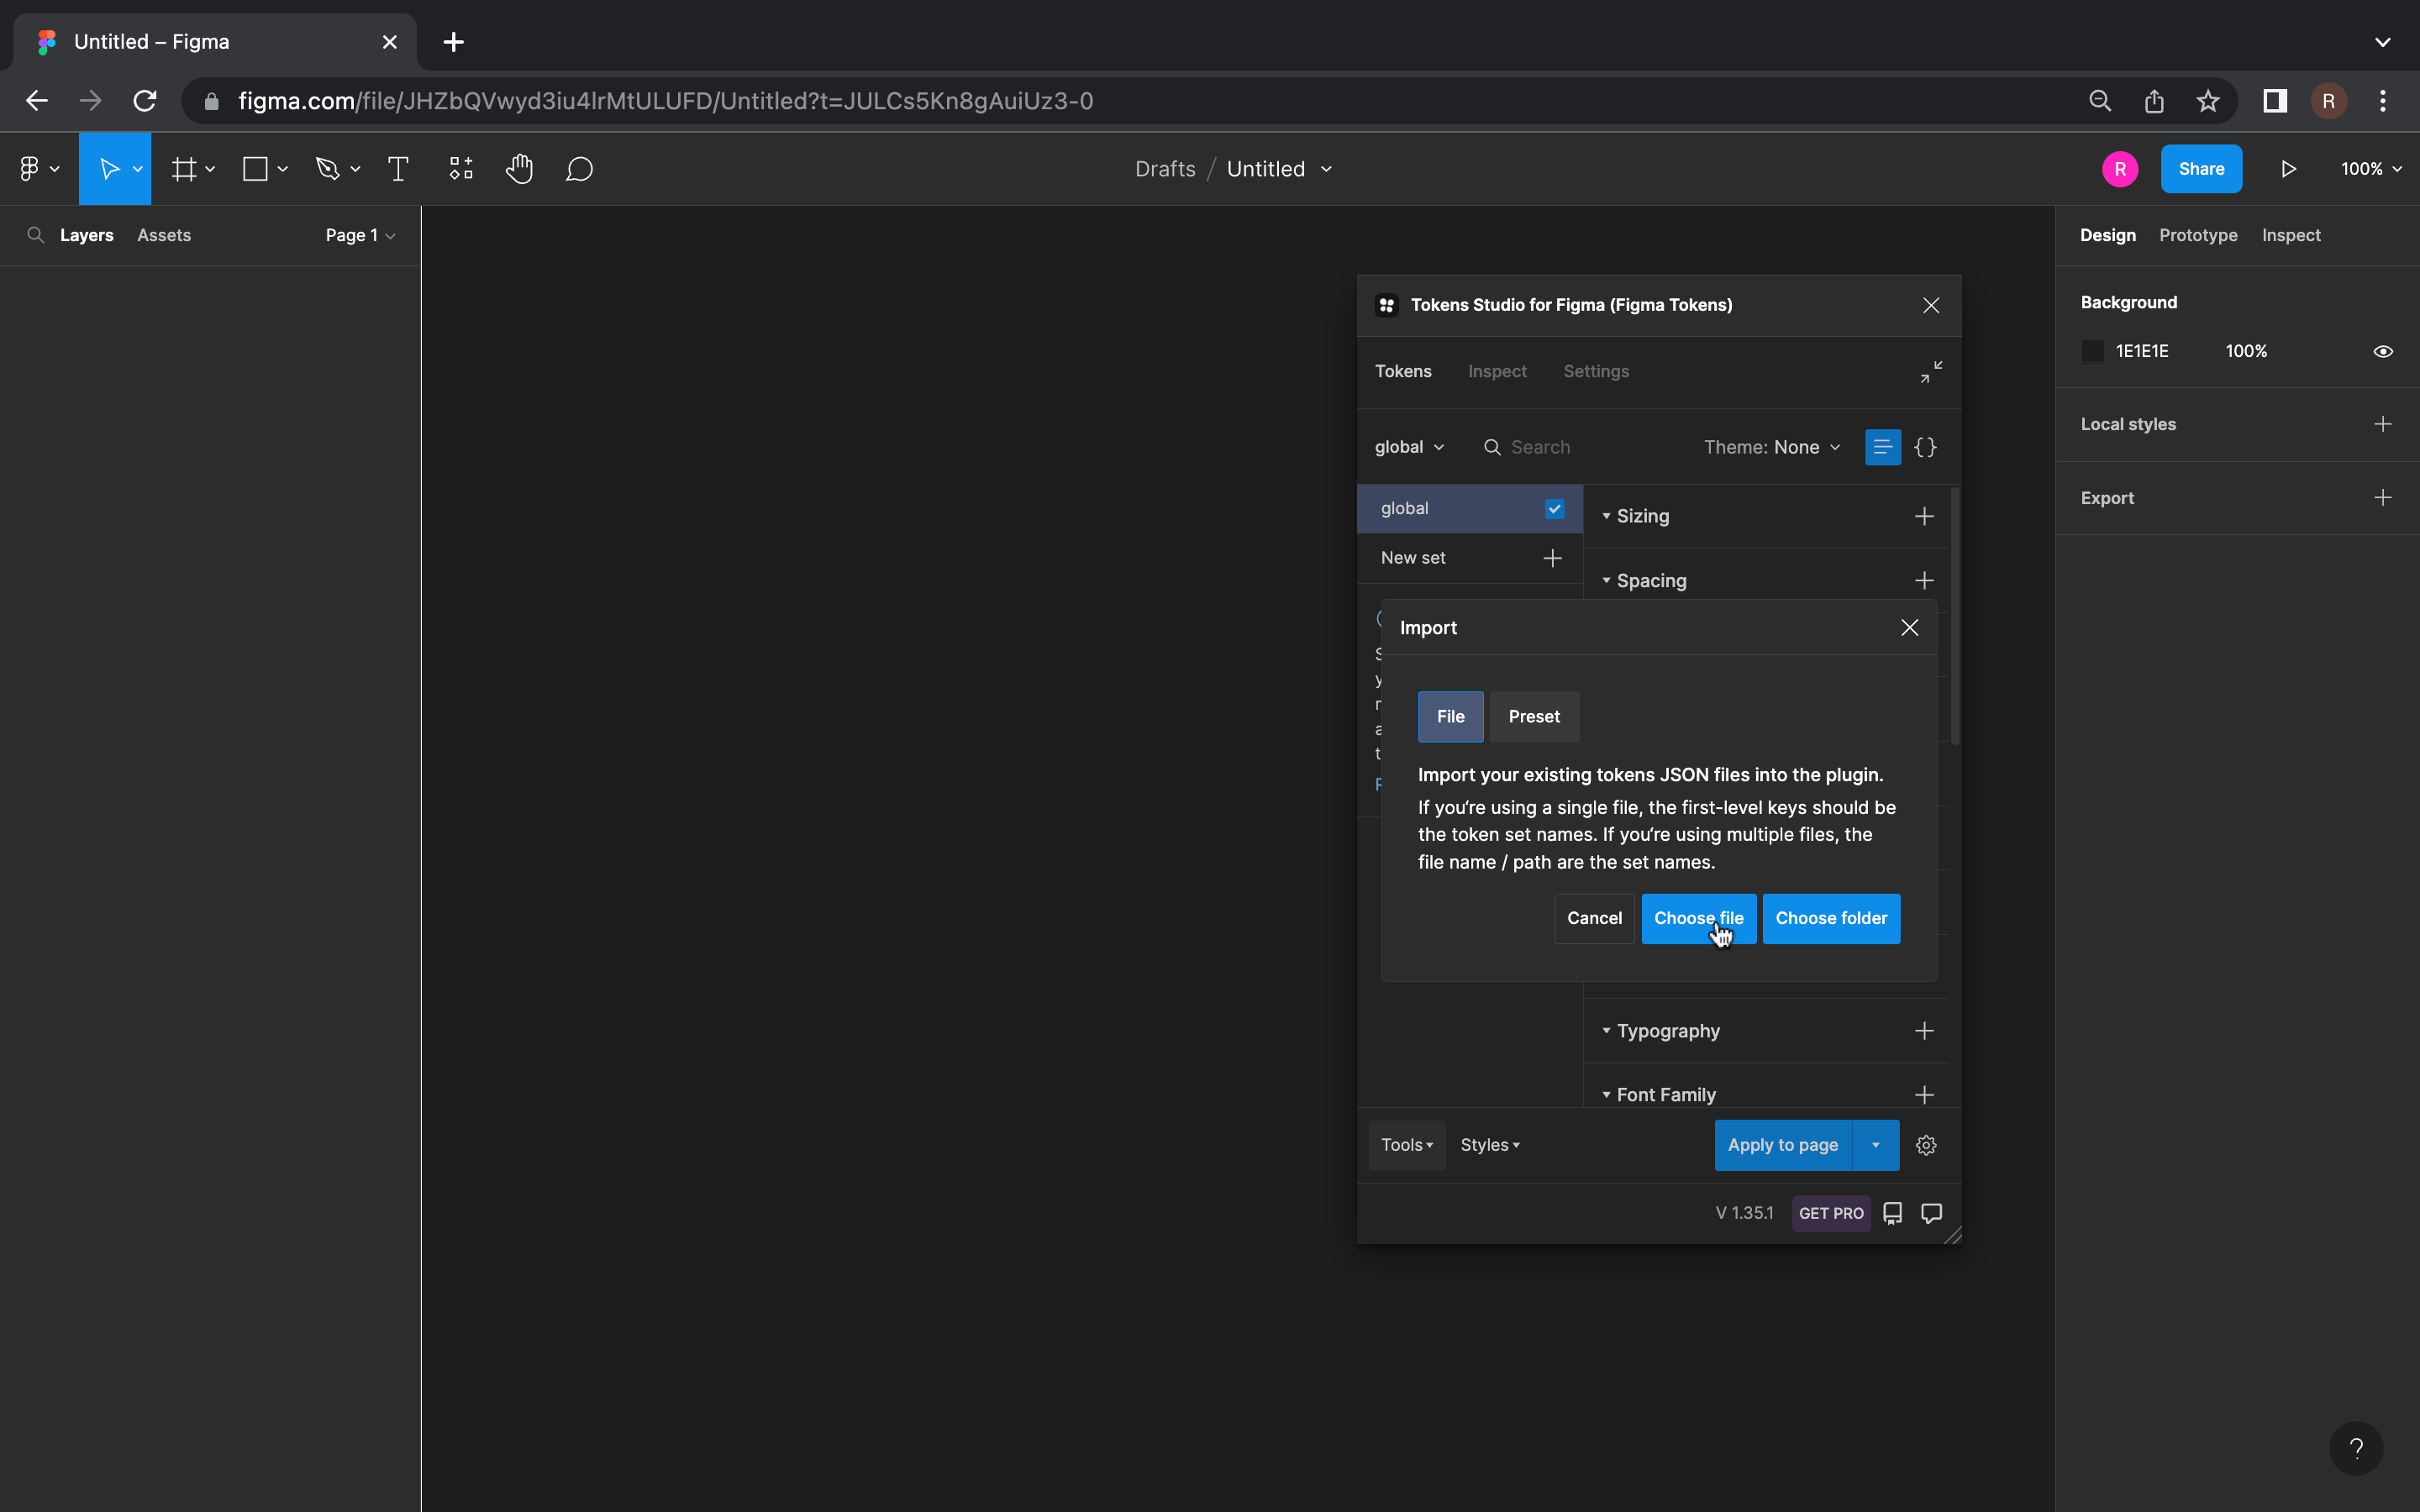 Untitled – Figma
figma.com/file/JHZbQVwyd3iu4lrMtULUFD/Untitled?t=JULCs5Kn8gAuiUz3-0
R
Drafts / Untitled
R
Share
100%
Layers
Assets
Page 1
Design
Prototype
Inspect
Background
1E1E1E
100%
Local styles
Export
Tokens Studio for Figma (Figma Tokens)
Tokens
Inspect
Settings
global
Search
Theme: None
{}
global
New set
Sizing
Spacing
Import
File
Preset
Import your existing tokens JSON files into the plugin.
If you're using a single file, the first-level keys should be
the token set names. If you're using multiple files, the
file name / path are the set names.
Cancel
Choose file
Choose folder
Typography
Font Family
Tools
Styles
Apply to page
V 1.35.1
GET PRO
?